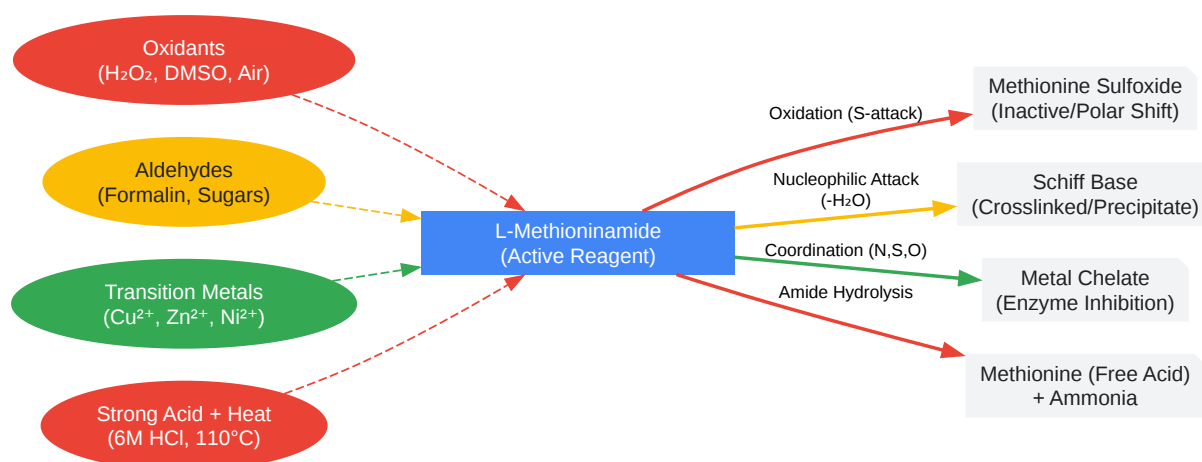 Oxidants
(H₂O₂, DMSO, Air)
Aldehydes
(Formalin, Sugars)
Transition Metals
(Cu²⁺, Zn²⁺, Ni²⁺)
Strong Acid + Heat
(6M HCl, 110°C)
L-Methioninamide
(Active Reagent)
Oxidation (S-attack)
Nucleophilic Attack
(-H₂O)
Coordination (N,S,O)
Amide Hydrolysis
Methionine Sulfoxide
(Inactive/Polar Shift)
Schiff Base
(Crosslinked/Precipitate)
Metal Chelate
(Enzyme Inhibition)
Methionine (Free Acid)
+ Ammonia